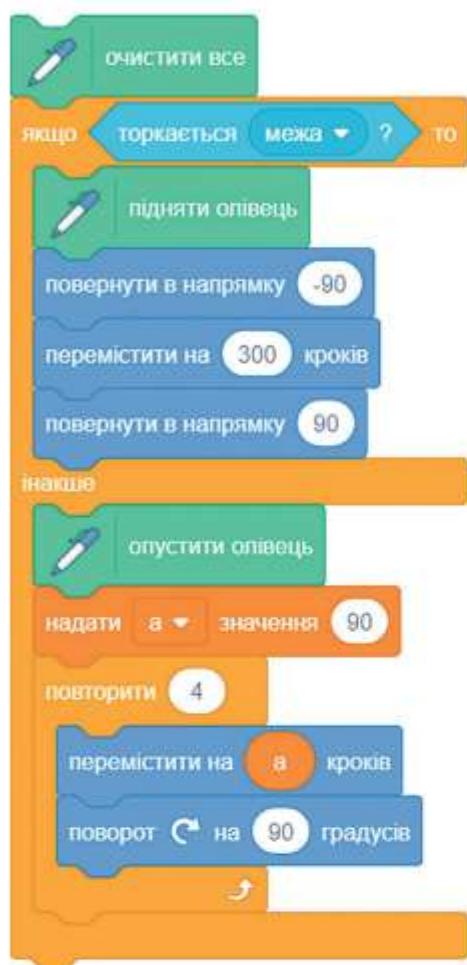 очистити все
якщо торкається межа ? то
підняти олівець
повернути в напрямку -90
перемістити на 300 кроків
повернути в напрямку 90
інакше
опустити олівець
надати а значення 90
повторити 4
перемістити на а кроків
поворот на 90 градусів